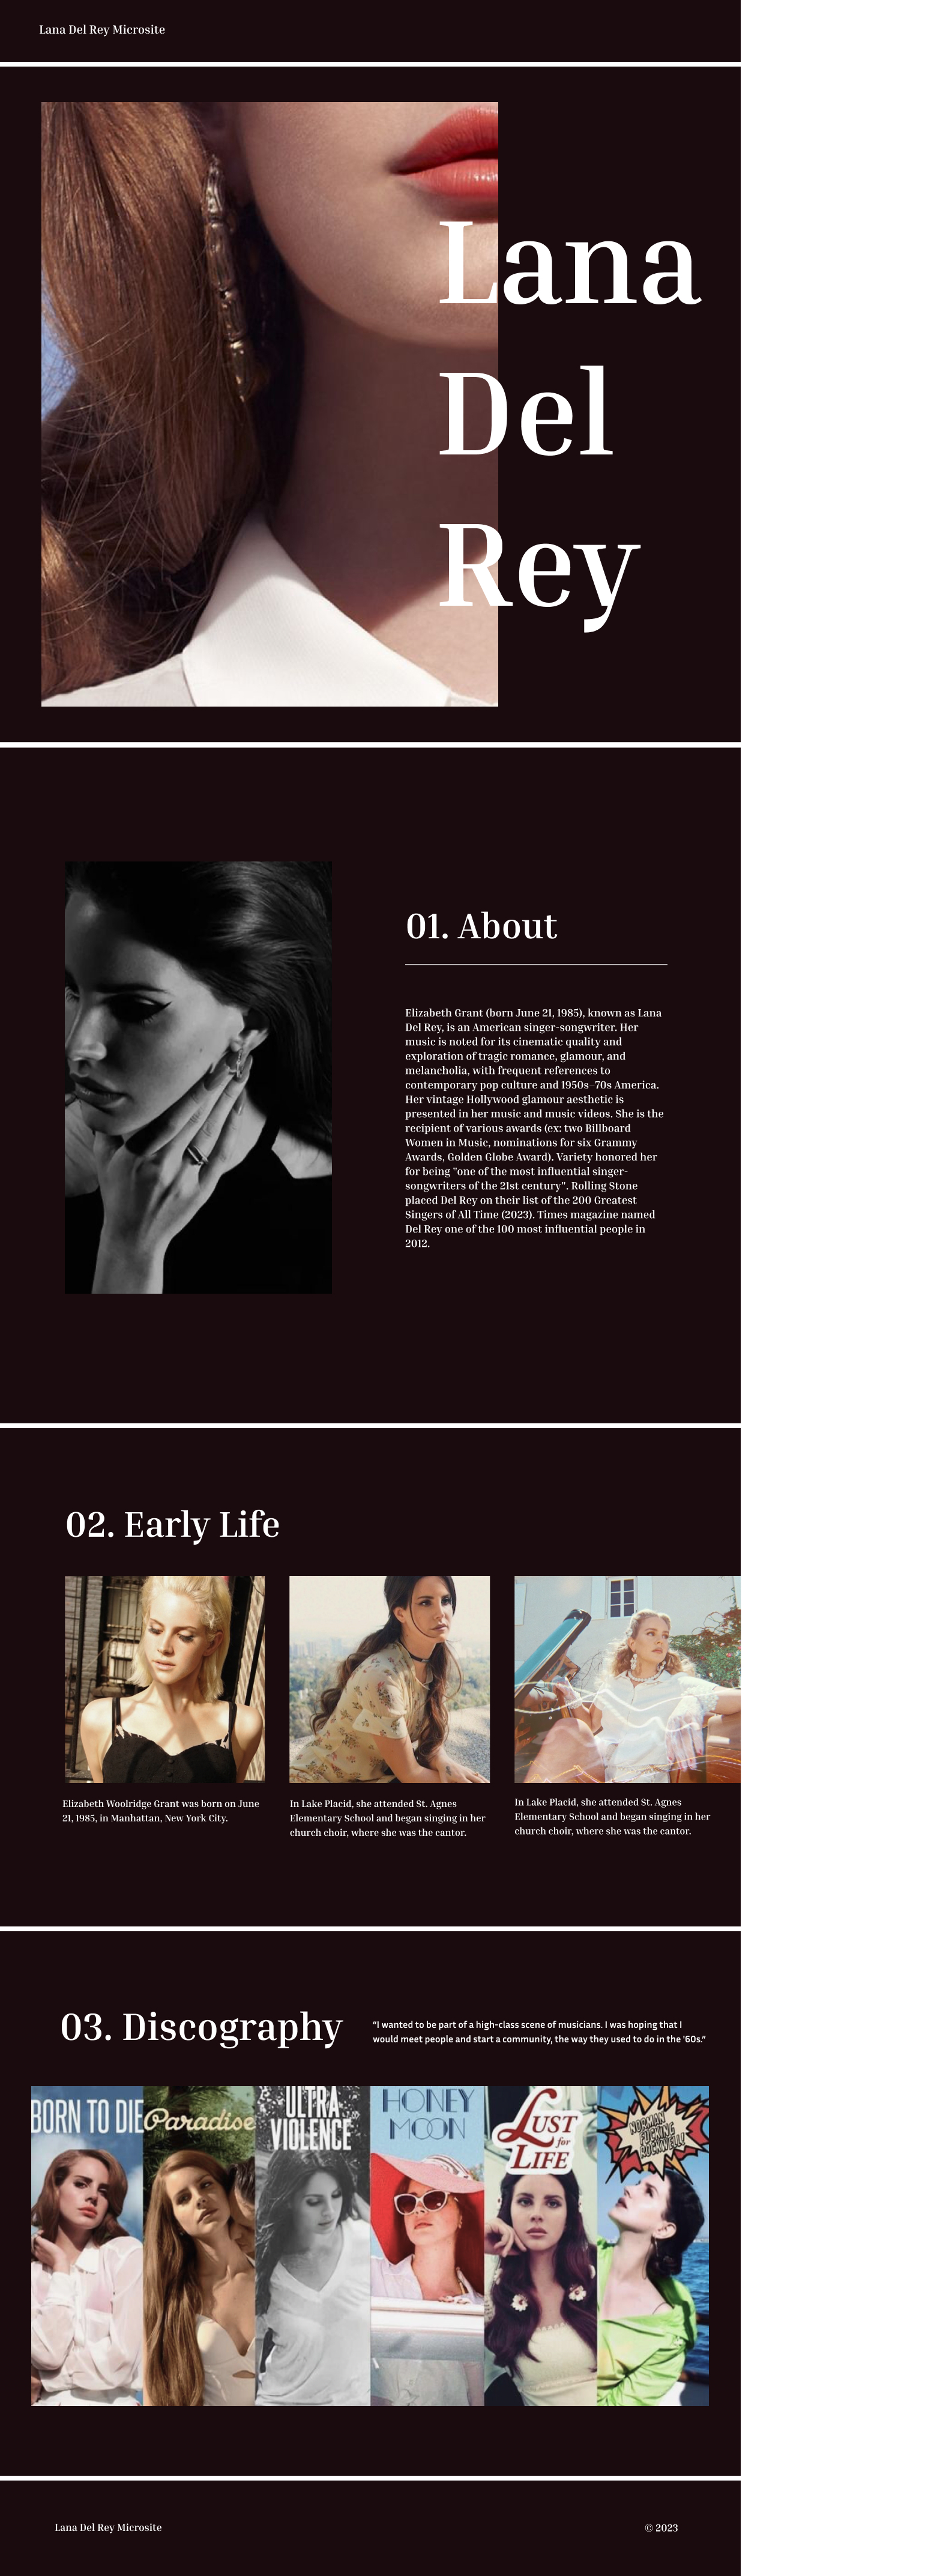 Lana Del Rey Microsite
Lana
Del
Rey
01. About
Elizabeth Grant (born June 21, 1985), known as Lana
Del Rey, is an American singer-songwriter. Her
music is noted for its cinematic quality and
exploration of tragic romance, glamour, and
melancholia, with frequent references to
contemporary pop culture and 1950s–70s America.
Her vintage Hollywood glamour aesthetic is
presented in her music and music videos. She is the
recipient of various awards (ex: two Billboard
Women in Music, nominations for six Grammy
Awards, Golden Globe Award). Variety honored her
for being "one of the most influential singer-
songwriters of the 21st century". Rolling Stone
placed Del Rey on their list of the 200 Greatest
Singers of All Time (2023). Times magazine named
Del Rey one of the 100 most influential people in
2012.
02. Early Life
Elizabeth Woolridge Grant was born on June
21, 1985, in Manhattan, New York City.
In Lake Placid, she attended St. Agnes
Elementary School and began singing in her
church choir, where she was the cantor.
In Lake Placid, she attended St. Agnes
Elementary School and began singing in her
church choir, where she was the cantor.
03. Discography
“I wanted to be part of a high-class scene of musicians. I was hoping that I
would meet people and start a community, the way they used to do in the '60s.”
BORN TO DIE
Paradise
ULTRA
VIOLENCE
HONEY
MOON
LUST
for
LIFE
NORMAN
FUCKING
ROCKWELL!
Lana Del Rey Microsite
© 2023